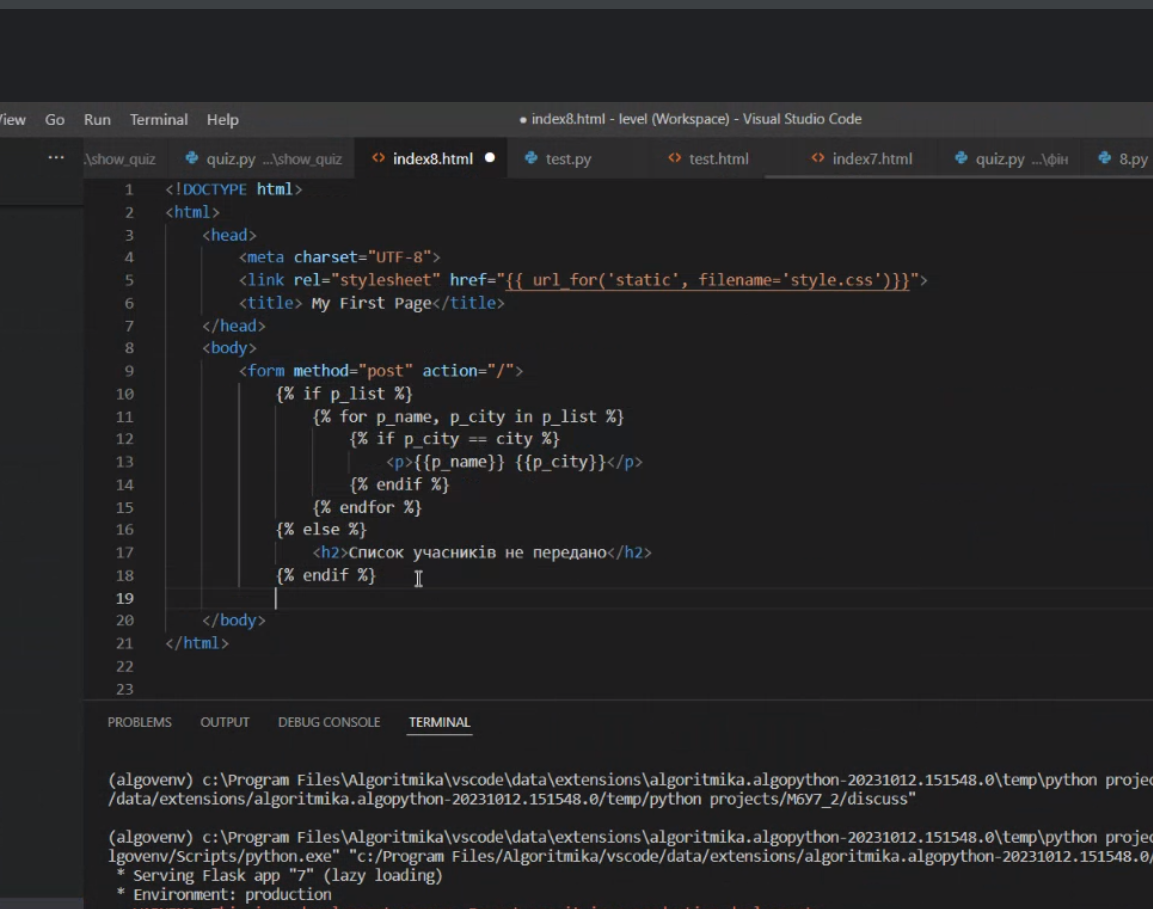 View Go Run Terminal Help ● index8.html - level (Workspace) - Visual Studio Code
... .\show_quiz quiz.py ...\show_quiz <> index8.html ● test.py <> test.html <> index7.html quiz.py ...\фін 8.py
1 <!DOCTYPE html>
2 <html>
3 <head>
4 <meta charset="UTF-8">
5 <link rel="stylesheet" href="{{ url_for('static', filename='style.css')}}">
6 <title> My First Page</title>
7 </head>
8 <body>
9 <form method="post" action="/">
10 {% if p_list %}
11 {% for p_name, p_city in p_list %}
12 {% if p_city == city %}
13 <p>{{p_name}} {{p_city}}</p>
14 {% endif %}
15 {% endfor %}
16 {% else %}
17 <h2>Список учасників не передано</h2>
18 {% endif %}
19
20 </body>
21 </html>
22
23
PROBLEMS OUTPUT DEBUG CONSOLE TERMINAL
(algovenv) c:\Program Files\Algoritmika\vscode\data\extensions\algoritmika.algopython-20231012.151548.0\temp\python projec
/data/extensions/algoritmika.algopython-20231012.151548.0/temp/python projects/М6У7_2/discuss"
(algovenv) c:\Program Files\Algoritmika\vscode\data\extensions\algoritmika.algopython-20231012.151548.0\temp\python projec
lgovenv/Scripts/python.exe" "c:/Program Files/Algoritmika/vscode/data/extensions/algoritmika.algopython-20231012.151548.0/
* Serving Flask app "7" (lazy loading)
* Environment: production